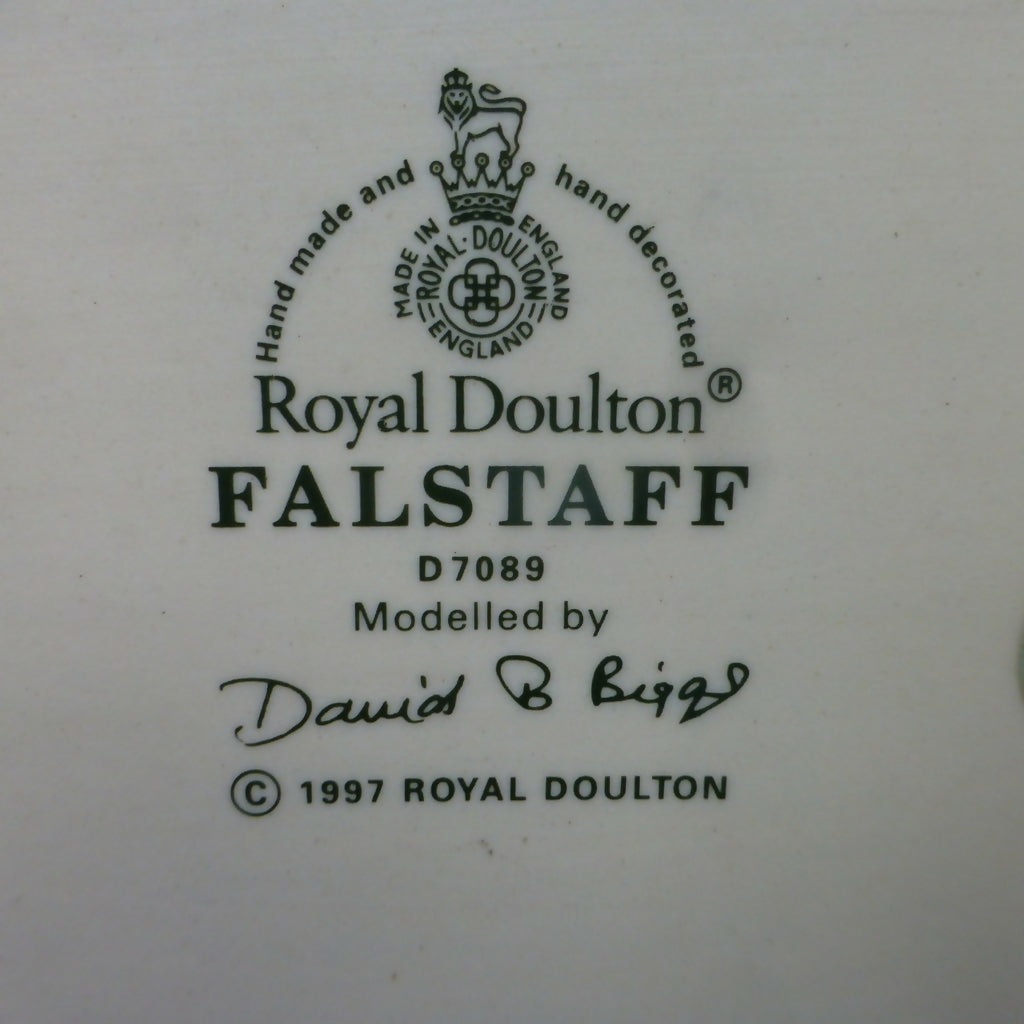 Hand made and hand decorated
MADE IN ENGLAND
ROYAL·DOULTON
ENGLAND
Royal Doulton®
FALSTAFF
D 7089
Modelled by
David B Biggs
© 1997 ROYAL DOULTON